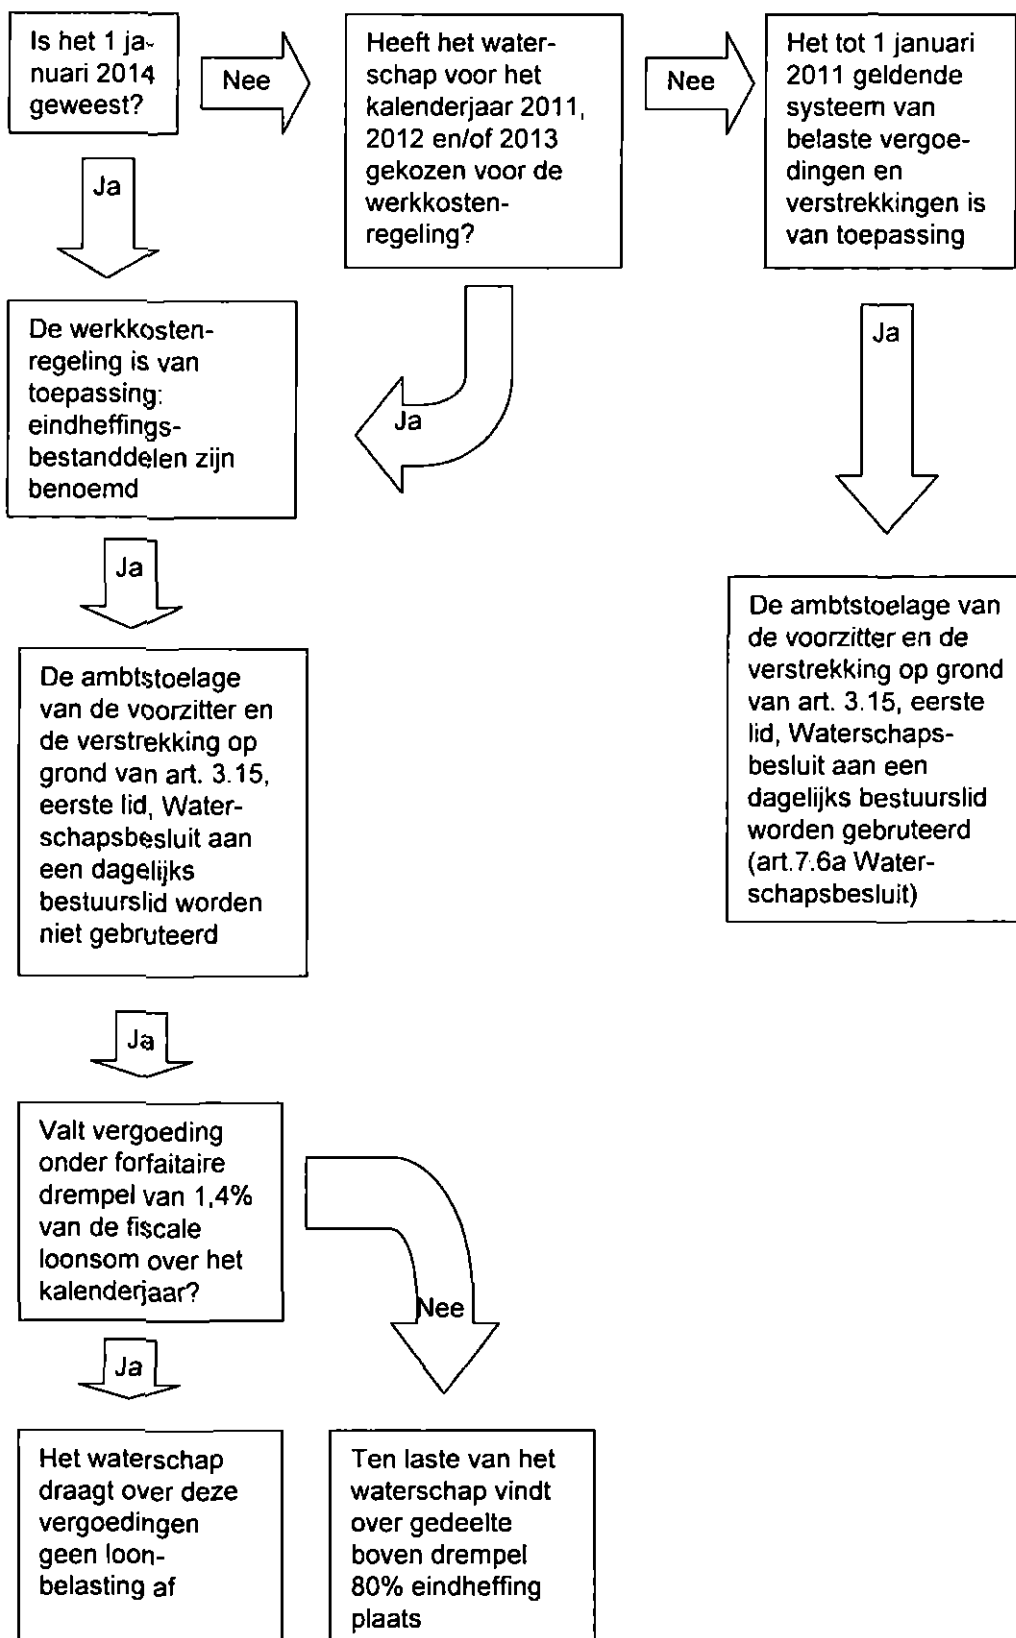 Is het 1 ja-
nuari 2014
geweest?
Nee
Heeft het water-
schap voor het
kalenderjaar 2011,
2012 en/of 2013
gekozen voor de
werkkosten-
regeling?
Nee
Het tot 1 januari
2011 geldende
systeem van
belaste vergoe-
dingen en
verstrekkingen is
van toepassing
Ja
De werkkosten-
regeling is van
toepassing:
eindheffings-
bestanddelen zijn
benoemd
Ja
Ja
Ja
De ambtstoelage
van de voorzitter en
de verstrekking op
grond van art. 3.15,
eerste lid, Water-
schapsbesluit aan
een dagelijks
bestuurslid worden
niet gebruteerd
De ambtstoelage van
de voorzitter en de
verstrekking op grond
van art. 3.15, eerste
lid, Waterschaps-
besluit aan een
dagelijks bestuurslid
worden gebruteerd
(art.7.6a Water-
schapsbesluit)
Ja
Valt vergoeding
onder forfaitaire
drempel van 1,4%
van de fiscale
loonsom over het
kalenderjaar?
Nee
Ja
Het waterschap
draagt over deze
vergoedingen
geen loon-
belasting af
Ten laste van het
waterschap vindt
over gedeelte
boven drempel
80% eindheffing
plaats